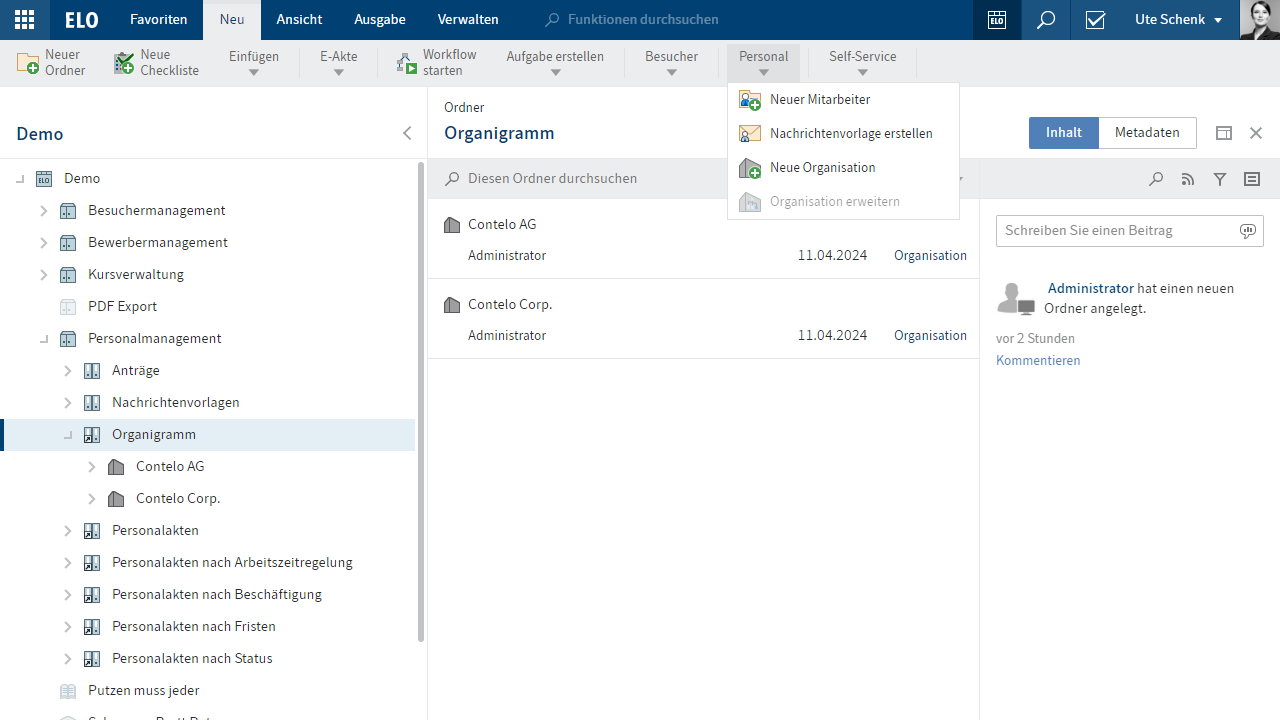 ELO
Favoriten
Neu
Ansicht
Ausgabe
Verwalten
Funktionen durchsuchen
ELO
Ute Schenk
Neuer
Ordner
Neue
Checkliste
Einfügen
E-Akte
Workflow
starten
Aufgabe erstellen
Besucher
Personal
Self-Service
Neuer Mitarbeiter
Nachrichtenvorlage erstellen
Neue Organisation
Organisation erweitern
Demo
ELO
Demo
Besuchermanagement
Bewerbermanagement
Kursverwaltung
PDF Export
Personalmanagement
Anträge
Nachrichtenvorlagen
Organigramm
Contelo AG
Contelo Corp.
Personalakten
Personalakten nach Arbeitszeitregelung
Personalakten nach Beschäftigung
Personalakten nach Fristen
Personalakten nach Status
Putzen muss jeder
Ordner
Organigramm
Inhalt
Metadaten
Diesen Ordner durchsuchen
Contelo AG
Administrator 11.04.2024 Organisation
Contelo Corp.
Administrator 11.04.2024 Organisation
Schreiben Sie einen Beitrag
Administrator hat einen neuen
Ordner angelegt.
vor 2 Stunden
Kommentieren